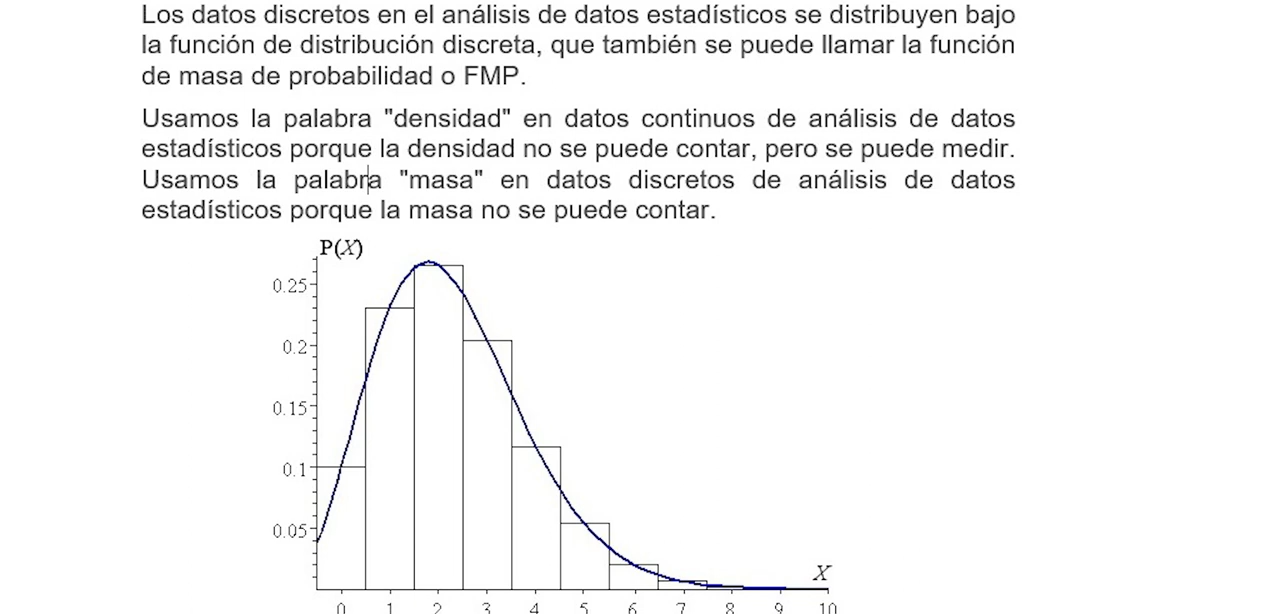 Los datos discretos en el análisis de datos estadísticos se distribuyen bajo
la función de distribución discreta, que también se puede llamar la función
de masa de probabilidad o FMP.
Usamos la palabra "densidad" en datos continuos de análisis de datos
estadísticos porque la densidad no se puede contar, pero se puede medir.
Usamos la palabra "masa" en datos discretos de análisis de datos
estadísticos porque la masa no se puede contar.
P(X)
0.25
0.2
0.15
0.1
0.05
X
0 1 2 3 4 5 6 7 8 9 10